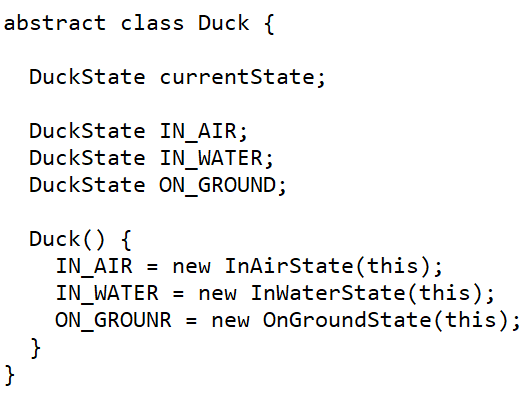 abstract class Duck {
DuckState currentState;
DuckState IN_AIR;
DuckState IN_WATER;
DuckState ON_GROUND;
Duck() {
IN_AIR = new InAirState(this);
IN_WATER = new InWaterState(this);
ON_GROUNR = new OnGroundState(this);
}
}